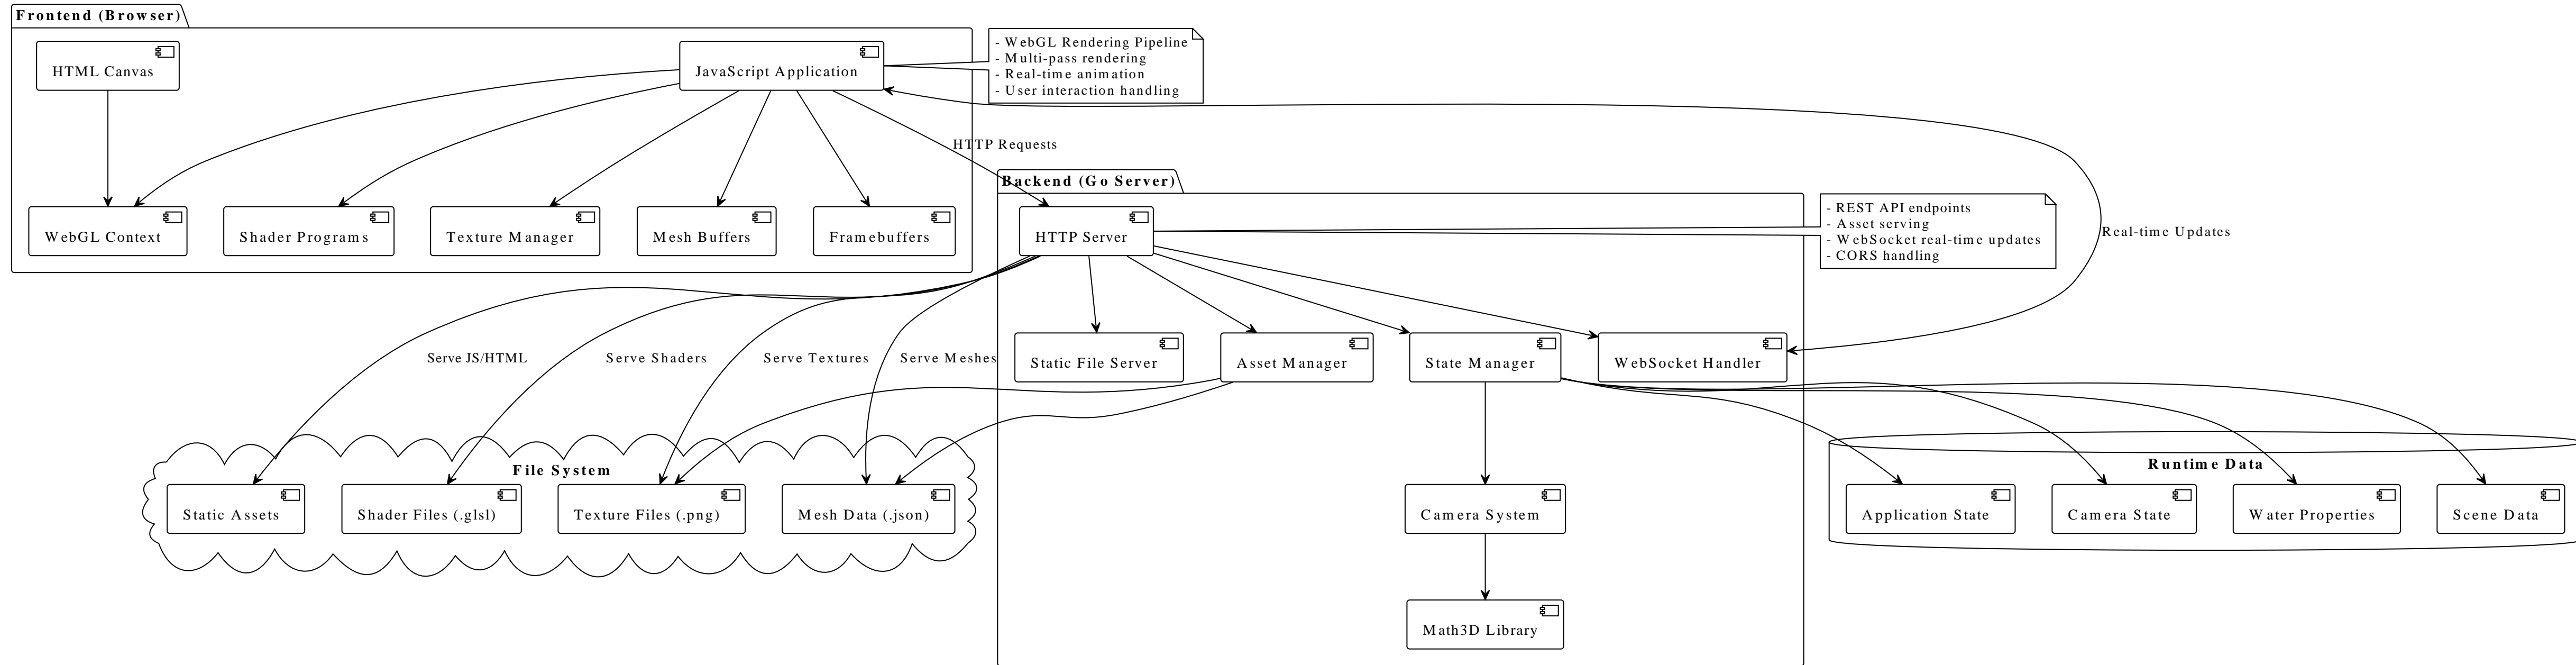 Frontend (Browser)
HTML Canvas
JavaScript Application
- WebGL Rendering Pipeline
- Multi-pass rendering
- Real-time animation
- User interaction handling
HTTP Requests
WebGL Context
Shader Programs
Texture Manager
Mesh Buffers
Framebuffers
Backend (Go Server)
HTTP Server
- REST API endpoints
- Asset serving
- WebSocket real-time updates
- CORS handling
Real-time Updates
Serve JS/HTML
Serve Shaders
Serve Textures
Serve Meshes
Static File Server
Asset Manager
State Manager
WebSocket Handler
File System
Static Assets
Shader Files (.glsl)
Texture Files (.png)
Mesh Data (.json)
Camera System
Runtime Data
Application State
Camera State
Water Properties
Scene Data
Math3D Library